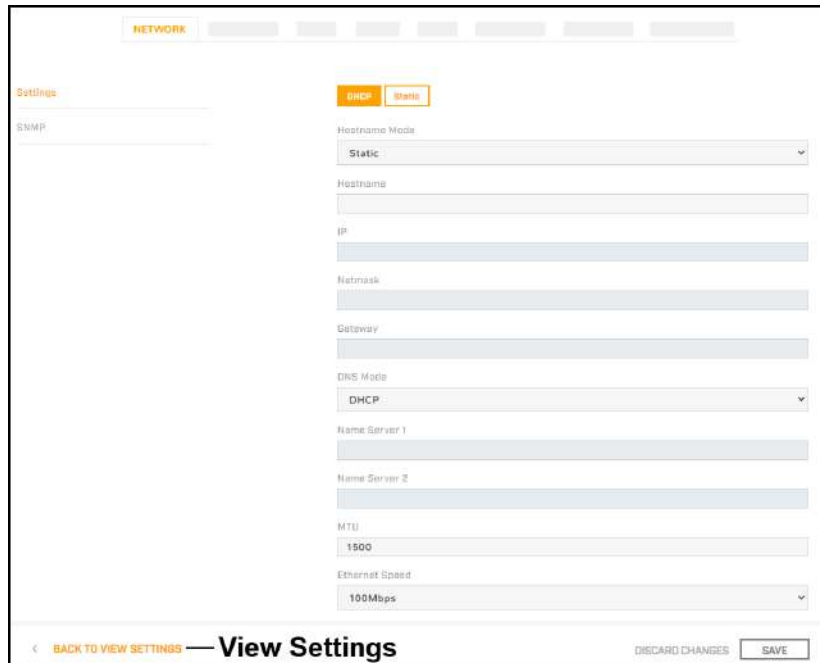 NETWORK
Settings
SNMP
DHCP Static
Hostname Mode
Static
Hostname
IP
Netmask
Gateway
DNS Mode
DHCP
Name Server 1
Name Server 2
MTU
1500
Ethernet Speed
100Mbps
< BACK TO VIEW SETTINGS — View Settings DISCARD CHANGES SAVE